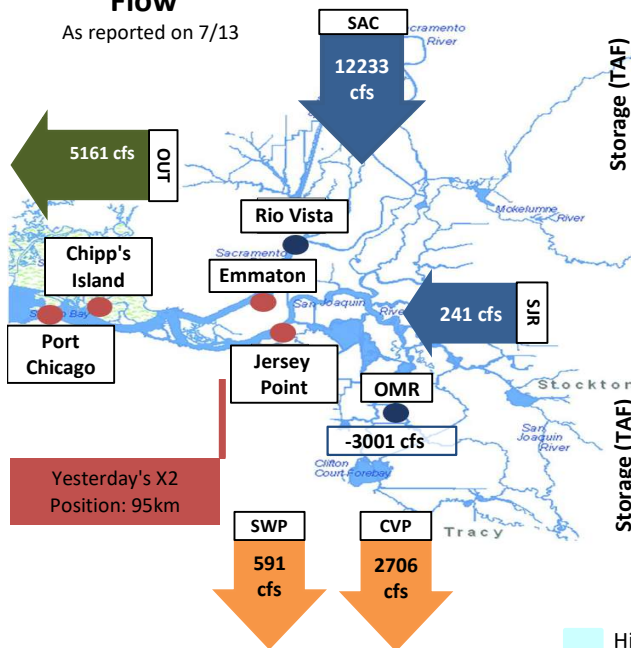 Flow
As reported on 7/13
SAC
Sacramento
River
12233
cfs
Storage (TAF)
5161 cfs
OUT
Mokelumne
River
Rio Vista
Chipp's
Island
Sacramento
Emmaton
San Joaquin
River
241 cfs
SJR
Port
Chicago
Jersey
Point
OMR
Stockton
-3001 cfs
San
Joaquin
River
Clifton
Court Forebay
Storage (TAF)
Yesterday's X2
Position: 95km
SWP
CVP
Tracy
591
cfs
2706
cfs